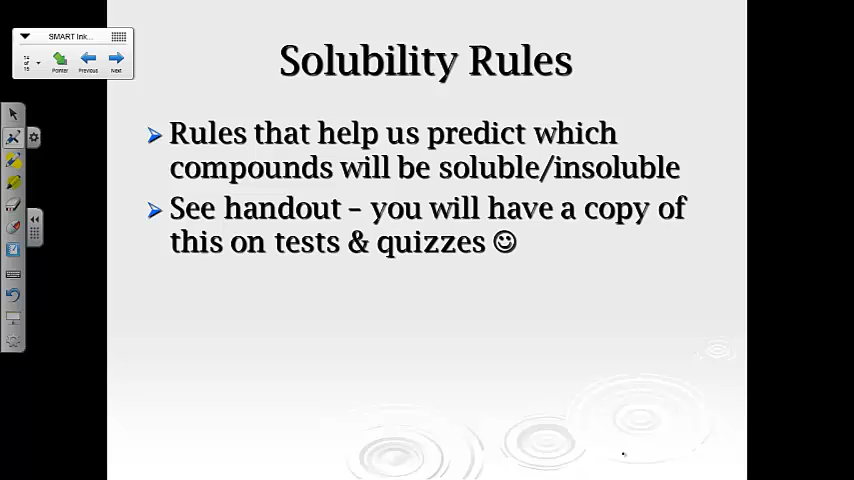 SMART Ink...
Pointer
Previous
Next
Solubility Rules
Rules that help us predict which
compounds will be soluble/insoluble
See handout – you will have a copy of
this on tests & quizzes ☺